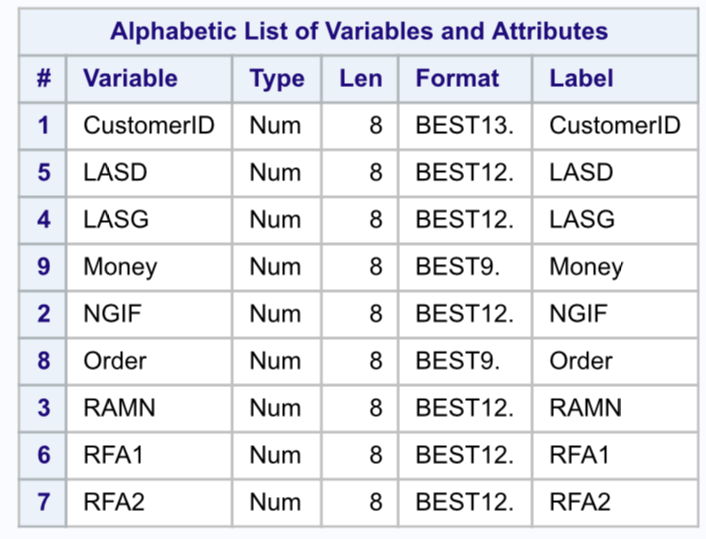 Alphabetic List of Variables and Attributes
# Variable Type Len Format Label
1 CustomerID Num 8 BEST13. CustomerID
5 LASD Num 8 BEST12. LASD
4 LASG Num 8 BEST12. LASG
9 Money Num 8 BEST9. Money
2 NGIF Num 8 BEST12. NGIF
8 Order Num 8 BEST9. Order
3 RAMN Num 8 BEST12. RAMN
6 RFA1 Num 8 BEST12. RFA1
7 RFA2 Num 8 BEST12. RFA2